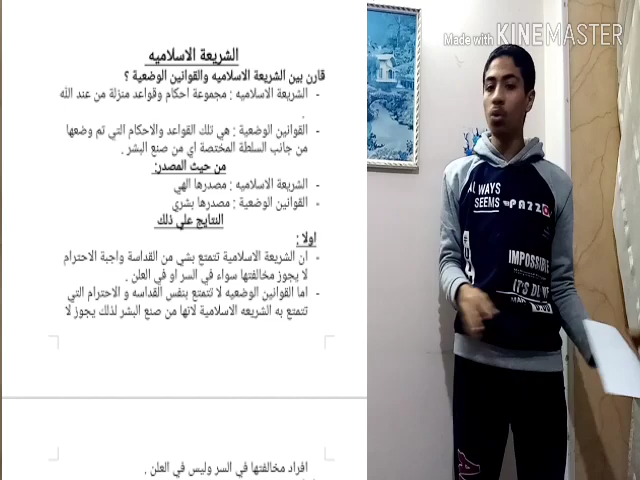 Made with KINEMASTER
الشريعة الاسلاميه
قارن بين الشريعة الاسلاميه والقوانين الوضعية ؟
- الشريعة الاسلاميه : مجموعة احكام وقواعد منزلة من عند الله
.
- القوانين الوضعية : هي تلك القواعد والاحكام التي تم وضعها
من جانب السلطة المختصة اي من صنع البشر .
من حيث المصدر:
- الشريعة الاسلاميه : مصدرها الهي
- القوانين الوضعية : مصدرها بشري
النتايج علي ذلك
اولا :
- ان الشريعة الاسلامية تتمتع بشي من القداسة واجبة الاحترام
لا يجوز مخالفتها سواء في السر او في العلن .
- اما القوانين الوضعيه لا تتمتع بنفس القداسه و الاحترام التي
تتمتع به الشريعه الاسلامية لانها من صنع البشر لذلك يجوز لا
افراد مخالفتها في السر وليس في العلن .
ALWAYS
SEEMS
PAZZO
IMPOSSIBLE
IT'S